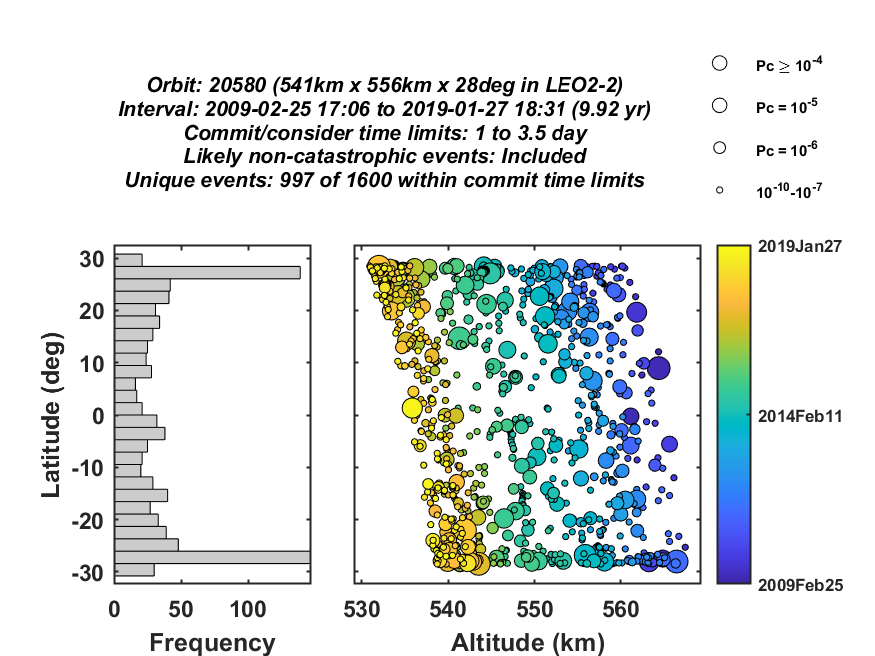 Orbit: 20580 (541km x 556km x 28deg in LEO2-2)
Interval: 2009-02-25 17:06 to 2019-01-27 18:31 (9.92 yr)
Commit/consider time limits: 1 to 3.5 day
Likely non-catastrophic events: Included
Unique events: 997 of 1600 within commit time limits
Pc ≥ 10^-4
Pc = 10^-5
Pc = 10^-6
10^-10-10^-7
30
20
10
0
-10
-20
-30
Latitude (deg)
0 50 100
Frequency
530 540 550 560
Altitude (km)
2019Jan27
2014Feb11
2009Feb25